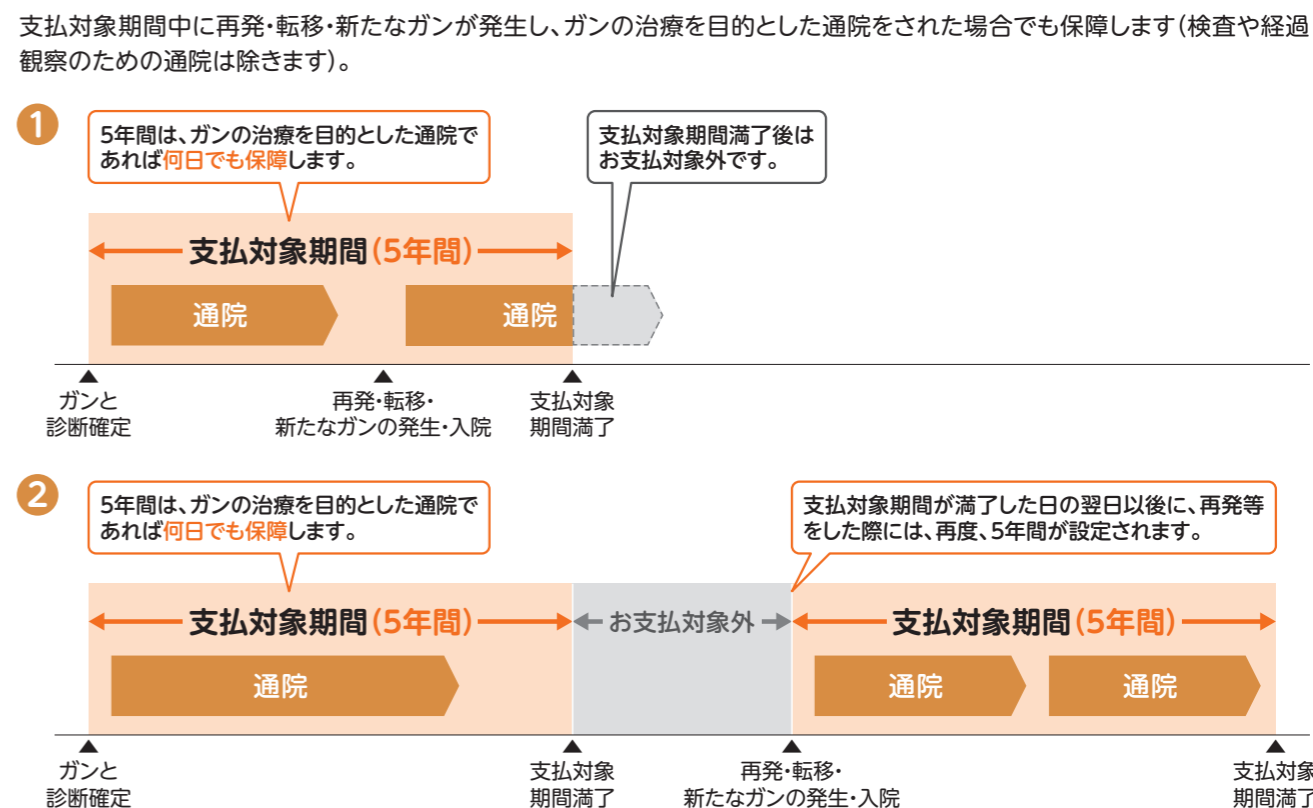 支払対象期間中に再発・転移・新たなガンが発生し、ガンの治療を目的とした通院をされた場合でも保障します(検査や経過
観察のための通院は除きます)。
1
5年間は、ガンの治療を目的とした通院で
あれば何日でも保障します。
支払対象期間満了後は
お支払対象外です。
支払対象期間(5年間)
通院
通院
ガンと
診断確定
再発・転移・
新たなガンの発生・入院
支払対象
期間満了
2
5年間は、ガンの治療を目的とした通院で
あれば何日でも保障します。
支払対象期間が満了した日の翌日以後に、再発等
をした際には、再度、5年間が設定されます。
支払対象期間(5年間)
お支払対象外
支払対象期間(5年間)
通院
通院
通院
ガンと
診断確定
支払対象
期間満了
再発・転移・
新たなガンの発生・入院
支払対象
期間満了